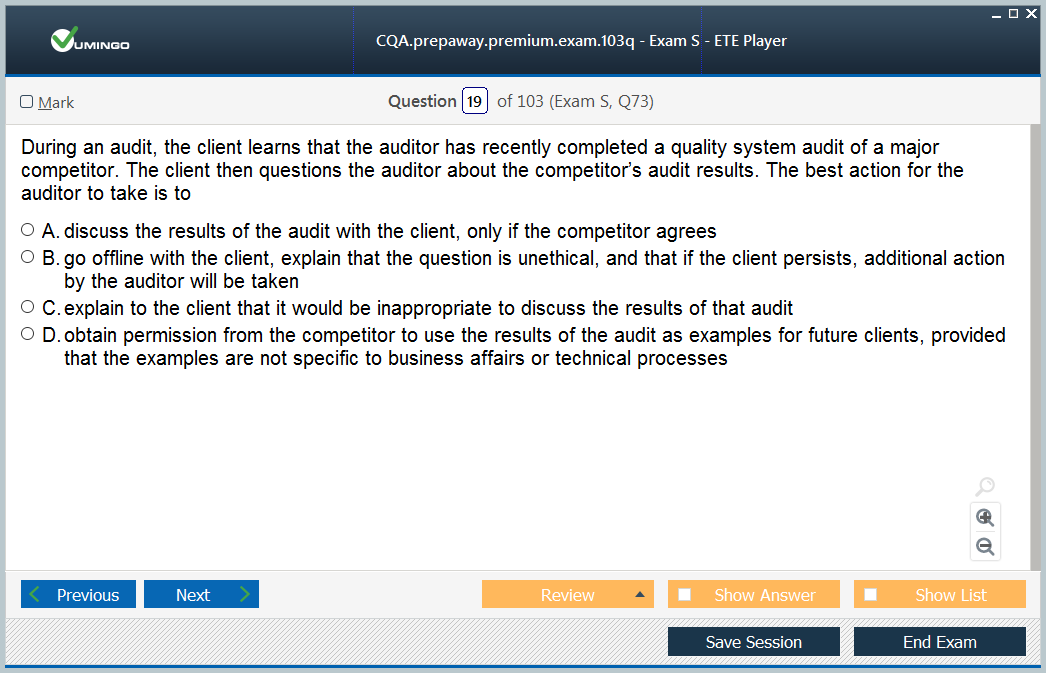 VUMINGO
CQA.prepaway.premium.exam.103q - Exam S - ETE Player
Mark
Question 19 of 103 (Exam S, Q73)
During an audit, the client learns that the auditor has recently completed a quality system audit of a major
competitor. The client then questions the auditor about the competitor’s audit results. The best action for the
auditor to take is to
A. discuss the results of the audit with the client, only if the competitor agrees
B. go offline with the client, explain that the question is unethical, and that if the client persists, additional action
by the auditor will be taken
C. explain to the client that it would be inappropriate to discuss the results of that audit
D. obtain permission from the competitor to use the results of the audit as examples for future clients, provided
that the examples are not specific to business affairs or technical processes
Previous
Next
Review
Show Answer
Show List
Save Session
End Exam